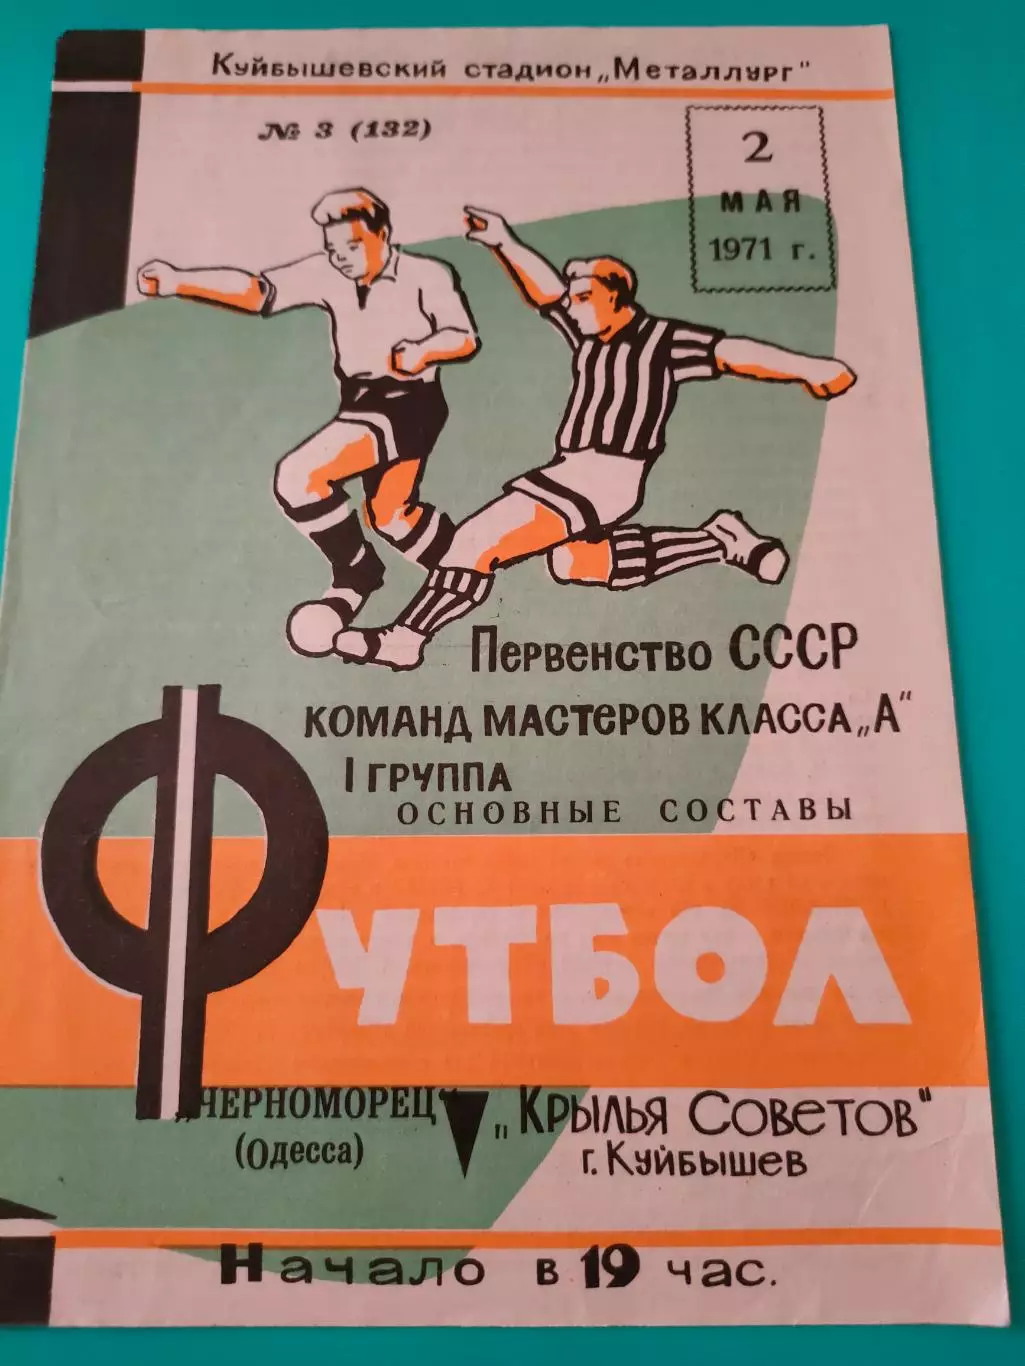 Куйбышевский стадион „Металлург"
№ 3 (132)
2
МАЯ
1971 г.
Первенство СССР
команд мастеров класса „А"
I группа
ОСНОВНЫЕ СОСТАВЫ
ФУТБОЛ
„ЧЕРНОМОРЕЦ"
(Одесса)
„Крылья Советов"
г. Куйбышев
Начало в 19 час.